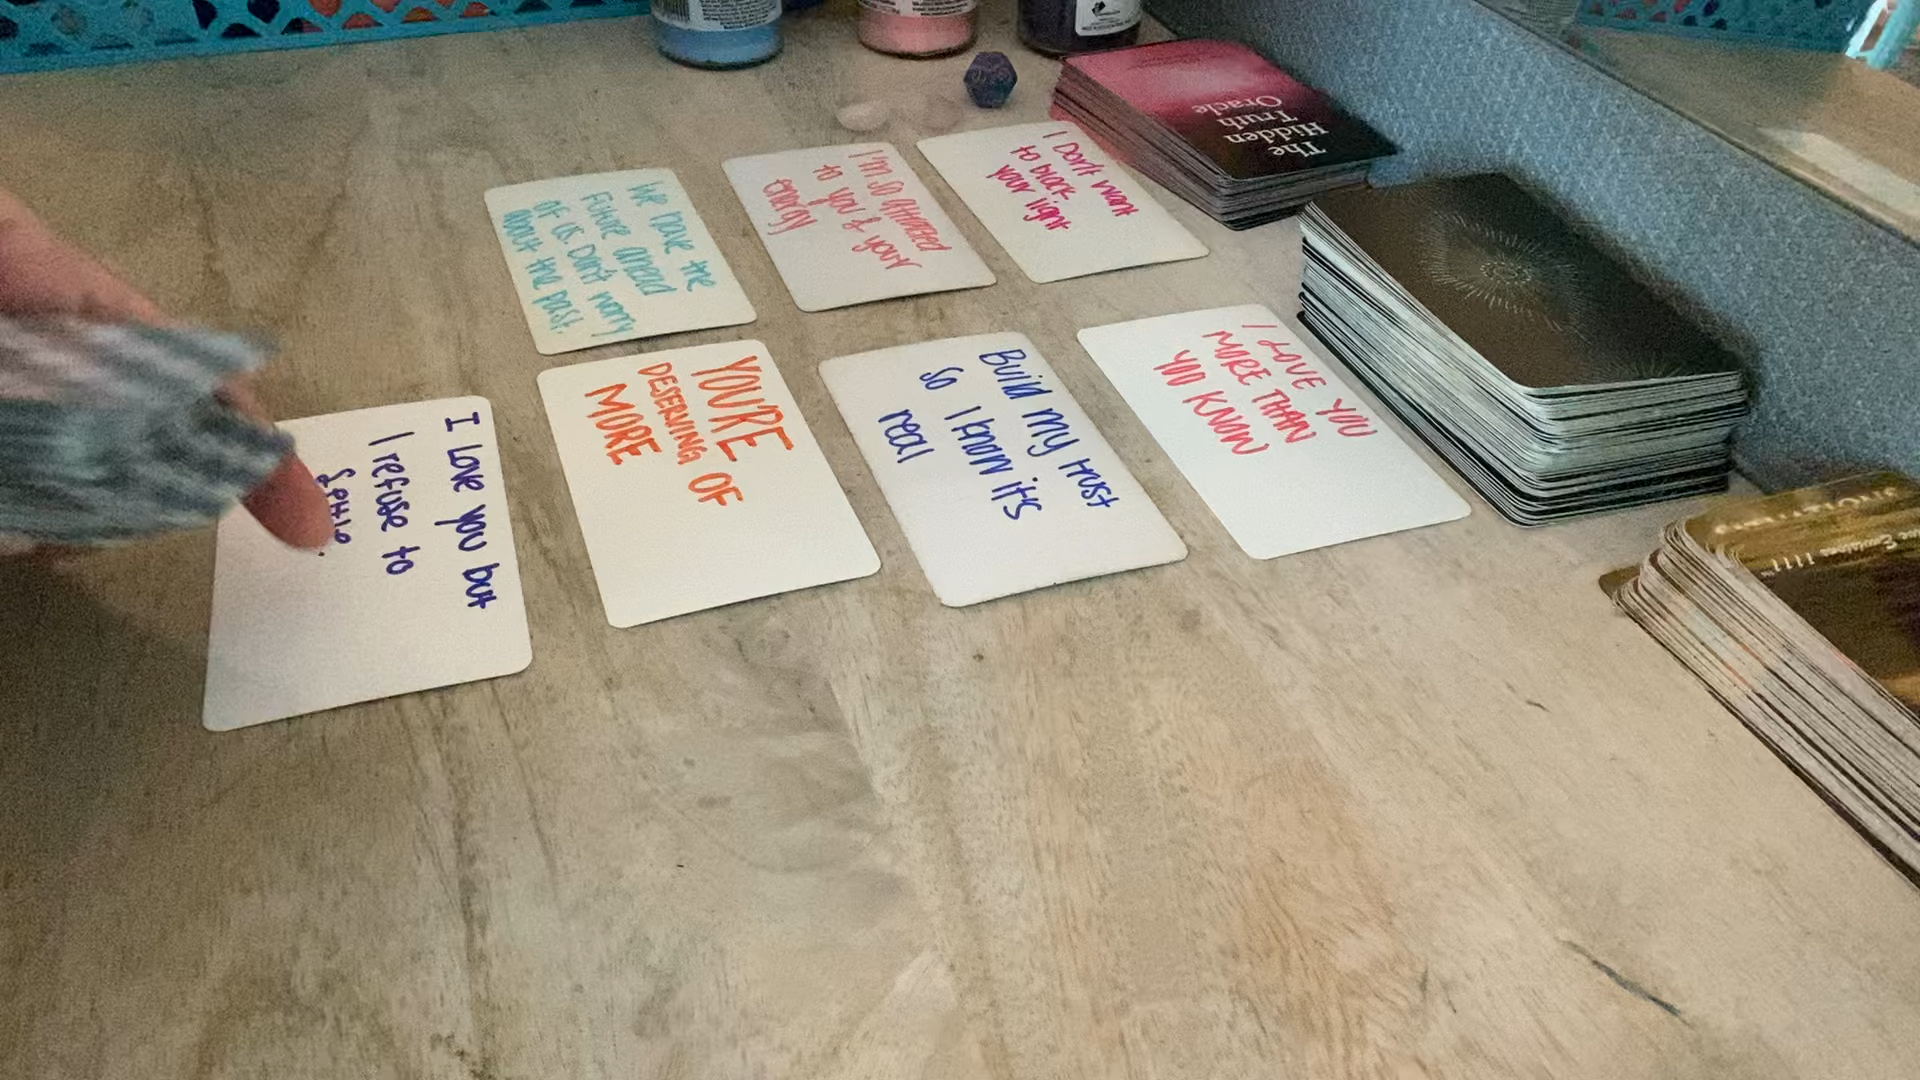 We have the
Future ahead
of us. Don't worry
about the past.
I'm so attracted
to you & your
energy
I Don't want
to block
your light
I Love you but
I refuse to
Settle.
YOU'RE
DESERVING OF
MORE
Build my trust
so I know it's
real
I LOVE YOU
MORE THAN
YOU KNOW
The
Hidden
Truth
Oracle